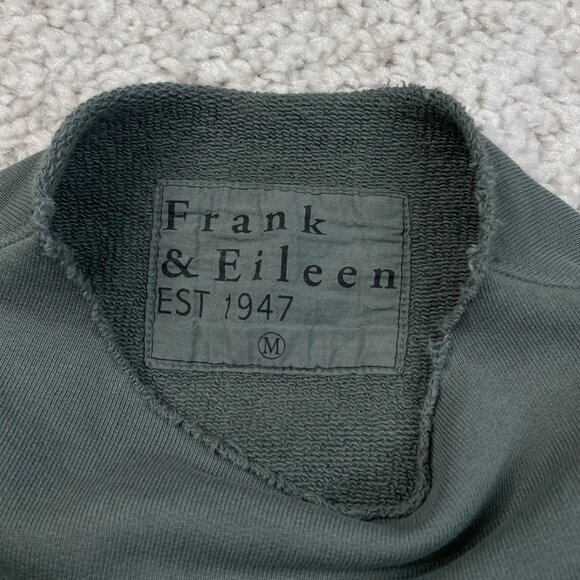 Frank
& Eileen
EST 1947
M